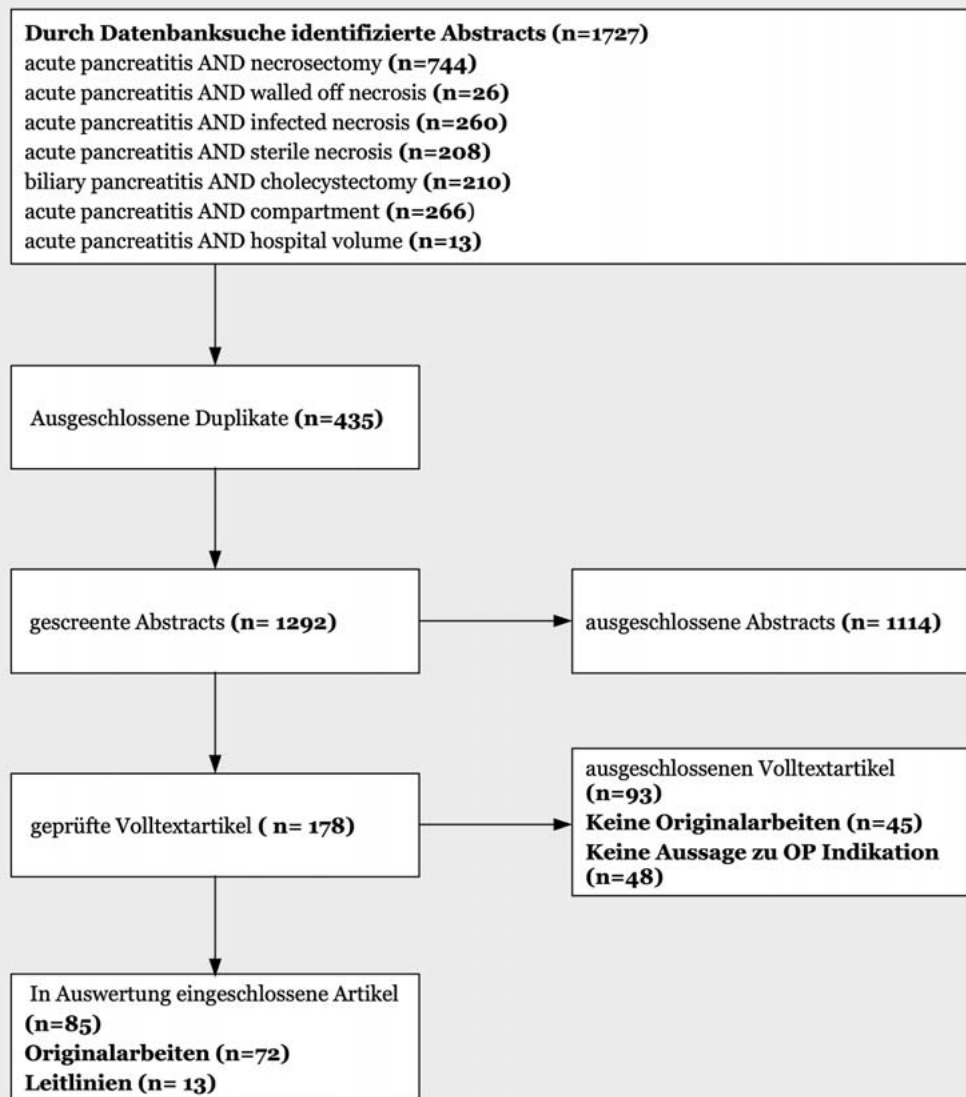 Durch Datenbanksuche identifizierte Abstracts (n=1727)
acute pancreatitis AND necrosectomy (n=744)
acute pancreatitis AND walled off necrosis (n=26)
acute pancreatitis AND infected necrosis (n=260)
acute pancreatitis AND sterile necrosis (n=208)
biliary pancreatitis AND cholecystectomy (n=210)
acute pancreatitis AND compartment (n=266)
acute pancreatitis AND hospital volume (n=13)
Ausgeschlossene Duplikate (n=435)
gescreente Abstracts (n= 1292)
ausgeschlossene Abstracts (n= 1114)
geprüfte Volltextartikel ( n= 178)
ausgeschlossenen Volltextartikel
(n=93)
Keine Originalarbeiten (n=45)
Keine Aussage zu OP Indikation
(n=48)
In Auswertung eingeschlossene Artikel
(n=85)
Originalarbeiten (n=72)
Leitlinien (n= 13)